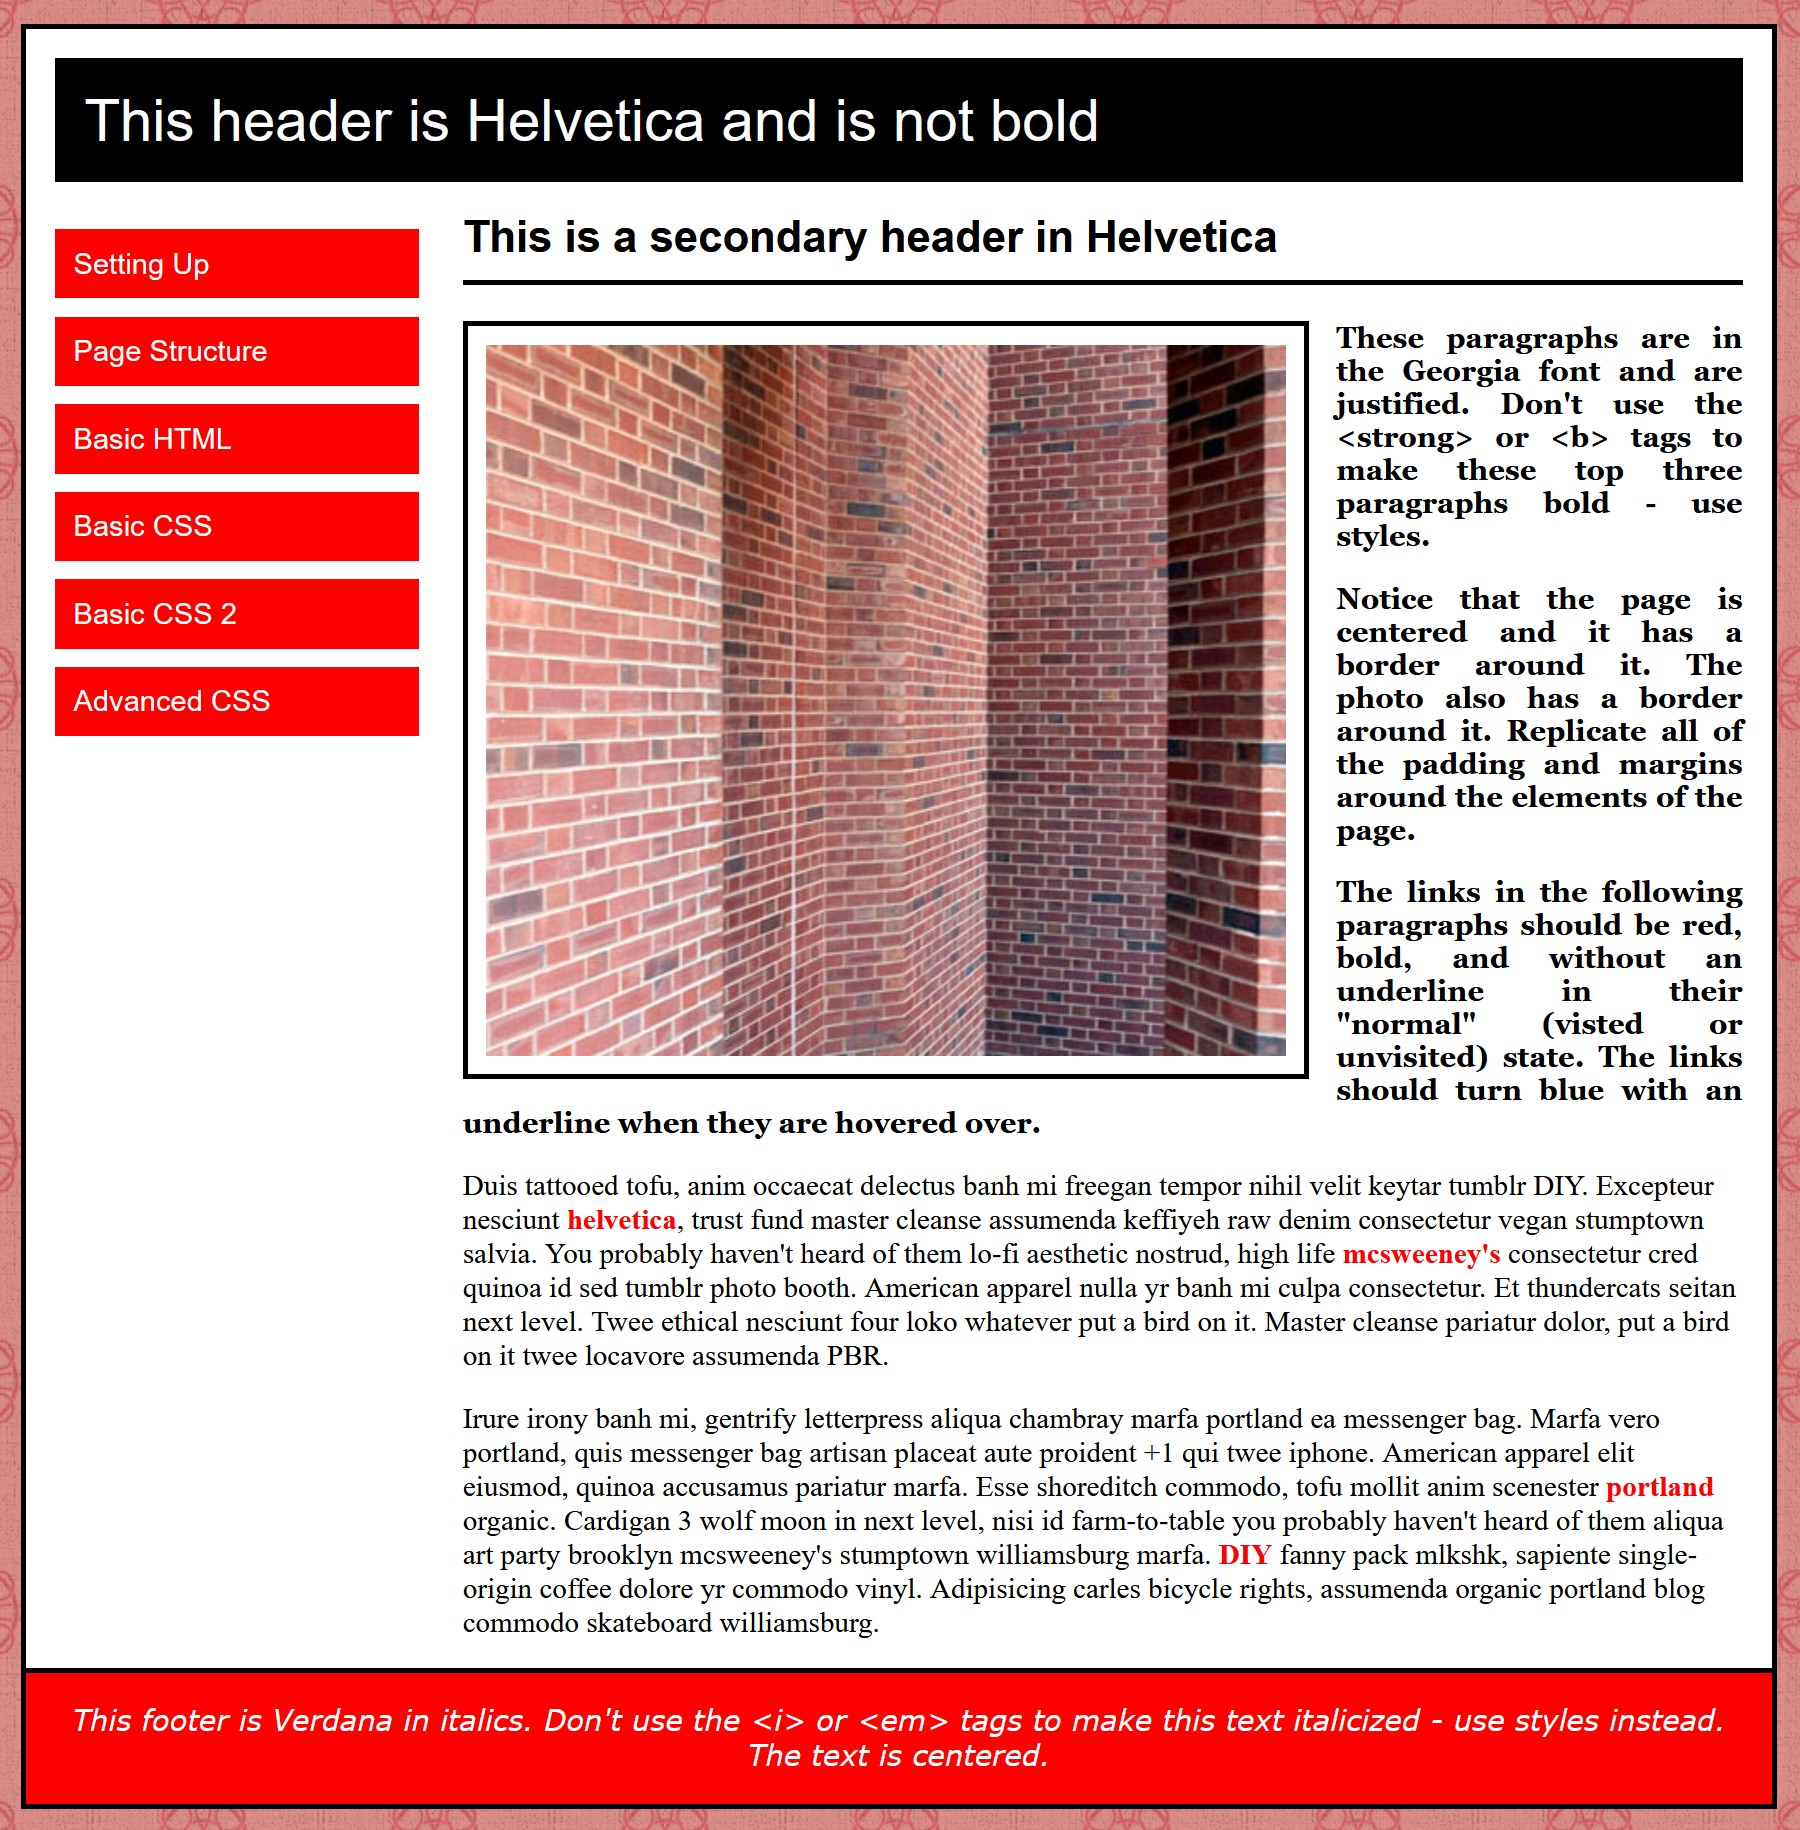 This header is Helvetica and is not bold
Setting Up
Page Structure
Basic HTML
Basic CSS
Basic CSS 2
Advanced CSS
This is a secondary header in Helvetica
These paragraphs are in
the Georgia font and are
justified. Don't use the
<strong> or <b> tags to
make these top three
paragraphs bold - use
styles.
Notice that the page is
centered and it has a
border around it. The
photo also has a border
around it. Replicate all of
the padding and margins
around the elements of the
page.
The links in the following
paragraphs should be red,
bold, and without an
underline in their
"normal" (visted or
unvisited) state. The links
should turn blue with an
underline when they are hovered over.
Duis tattooed tofu, anim occaecat delectus banh mi freegan tempor nihil velit keytar tumblr DIY. Excepteur
nesciunt helvetica, trust fund master cleanse assumenda keffiyeh raw denim consectetur vegan stumptown
salvia. You probably haven't heard of them lo-fi aesthetic nostrud, high life mcsweeney's consectetur cred
quinoa id sed tumblr photo booth. American apparel nulla yr banh mi culpa consectetur. Et thundercats seitan
next level. Twee ethical nesciunt four loko whatever put a bird on it. Master cleanse pariatur dolor, put a bird
on it twee locavore assumenda PBR.
Irure irony banh mi, gentrify letterpress aliqua chambray marfa portland ea messenger bag. Marfa vero
portland, quis messenger bag artisan placeat aute proident +1 qui twee iphone. American apparel elit
eiusmod, quinoa accusamus pariatur marfa. Esse shoreditch commodo, tofu mollit anim scenester portland
organic. Cardigan 3 wolf moon in next level, nisi id farm-to-table you probably haven't heard of them aliqua
art party brooklyn mcsweeney's stumptown williamsburg marfa. DIY fanny pack mlkshk, sapiente single-
origin coffee dolore yr commodo vinyl. Adipisicing carles bicycle rights, assumenda organic portland blog
commodo skateboard williamsburg.
This footer is Verdana in italics. Don't use the <i> or <em> tags to make this text italicized - use styles instead.
The text is centered.